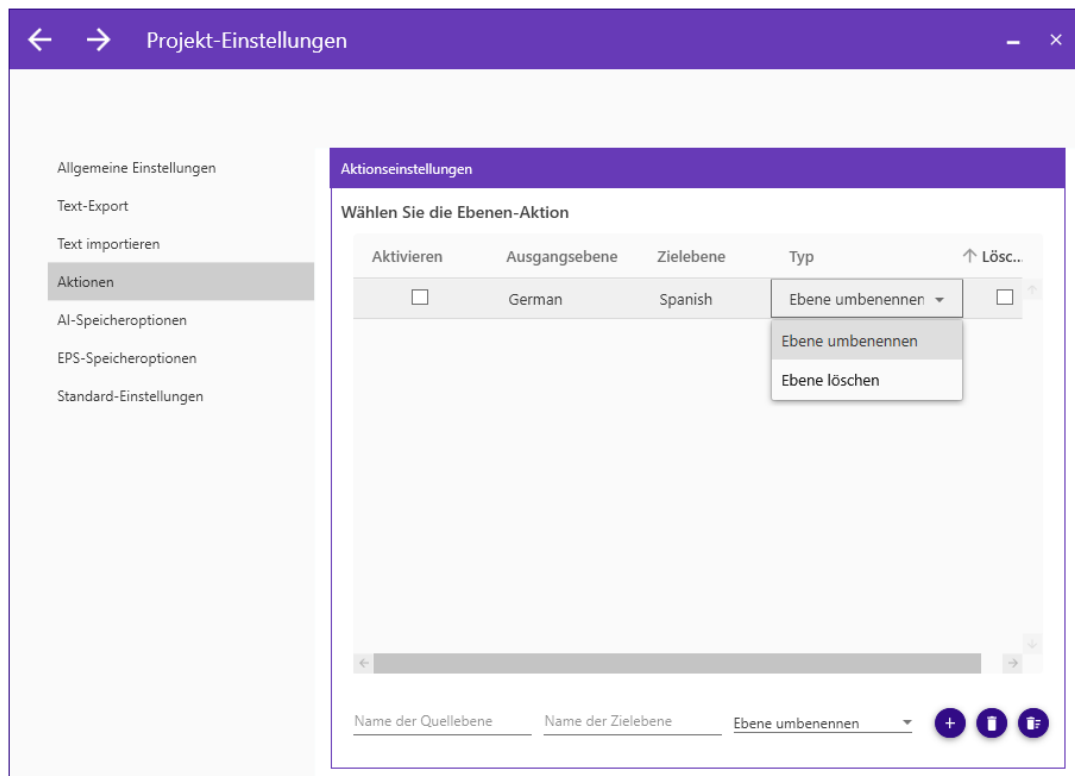 Projekt-Einstellungen
Allgemeine Einstellungen
Text-Export
Text importieren
Aktionen
AI-Speicheroptionen
EPS-Speicheroptionen
Standard-Einstellungen
Aktionseinstellungen
Wählen Sie die Ebenen-Aktion
Aktivieren Ausgangsebene Zielebene Typ Lösc...
German Spanish Ebene umbenennen
Ebene umbenennen
Ebene löschen
Name der Quellebene Name der Zielebene Ebene umbenennen